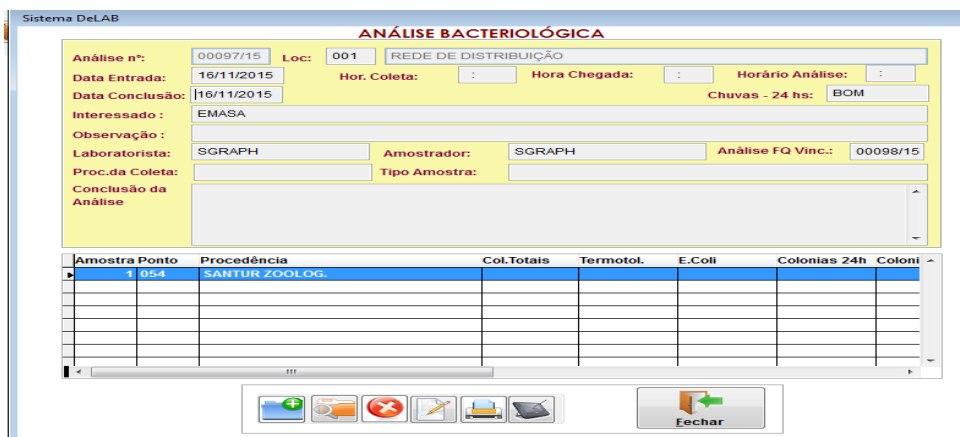 Sistema DeLAB
ANÁLISE BACTERIOLÓGICA
Análise nº: 00097/15 Loc: 001 REDE DE DISTRIBUIÇÃO
Data Entrada: 16/11/2015 Hor. Coleta: : Hora Chegada: : Horário Análise: :
Data Conclusão: 16/11/2015 Chuvas - 24 hs: BOM
Interessado : EMASA
Observação :
Laboratorista: SGRAPH Amostrador: SGRAPH Análise FQ Vinc.: 00098/15
Proc.da Coleta: Tipo Amostra:
Conclusão da
Análise
Amostra Ponto Procedência Col.Totais Termotol. E.Coli Colonias 24h Coloni
1 054 SANTUR ZOOLOG.
Fechar